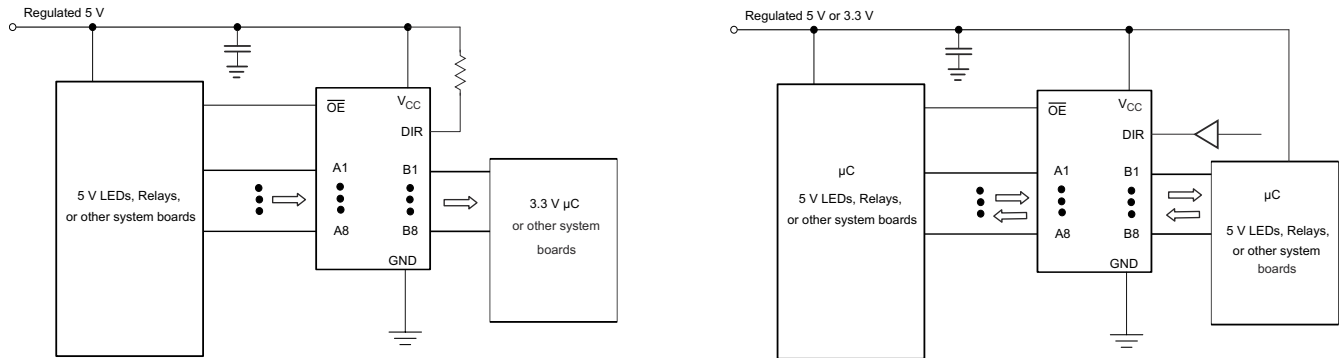 Regulated 5 V
OE
VCC
DIR
A1
B1
5 V LEDs, Relays,
or other system boards
3.3 V µC
or other system
boards
A8
B8
GND
Regulated 5 V or 3.3 V
OE
VCC
DIR
µC
5 V LEDs, Relays,
or other system boards
A1
B1
A8
B8
GND
µC
5 V LEDs, Relays,
or other system
boards